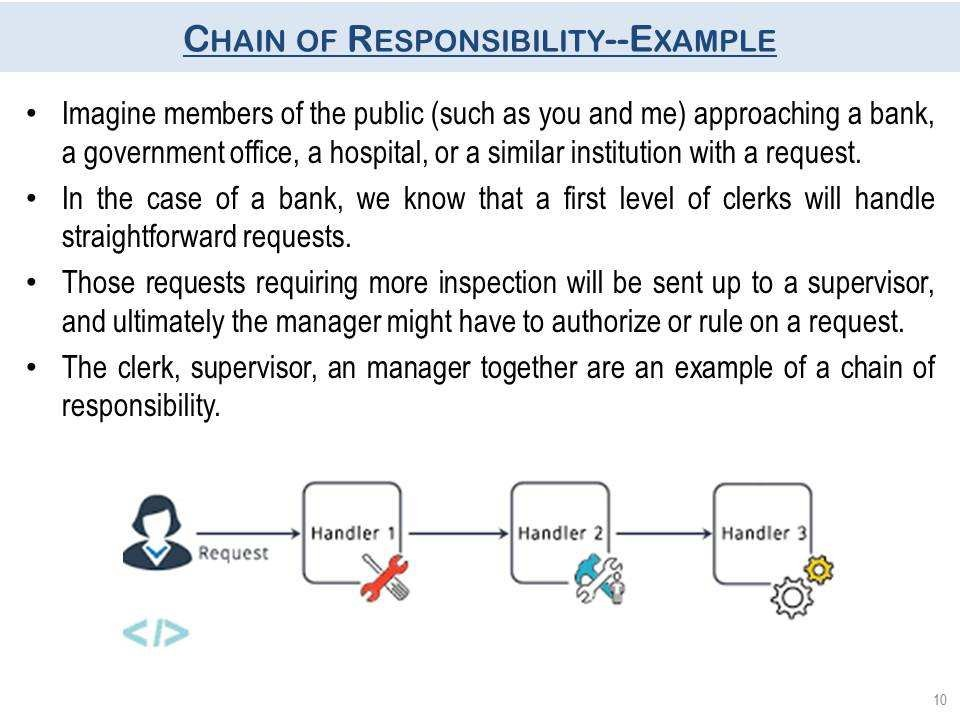 CHAIN OF RESPONSIBILITY--EXAMPLE
• Imagine members of the public (such as you and me) approaching a bank,
a government office, a hospital, or a similar institution with a request.
• In the case of a bank, we know that a first level of clerks will handle
straightforward requests.
• Those requests requiring more inspection will be sent up to a supervisor,
and ultimately the manager might have to authorize or rule on a request.
• The clerk, supervisor, an manager together are an example of a chain of
responsibility.
Request
Handler 1
Handler 2
Handler 3
</>
10